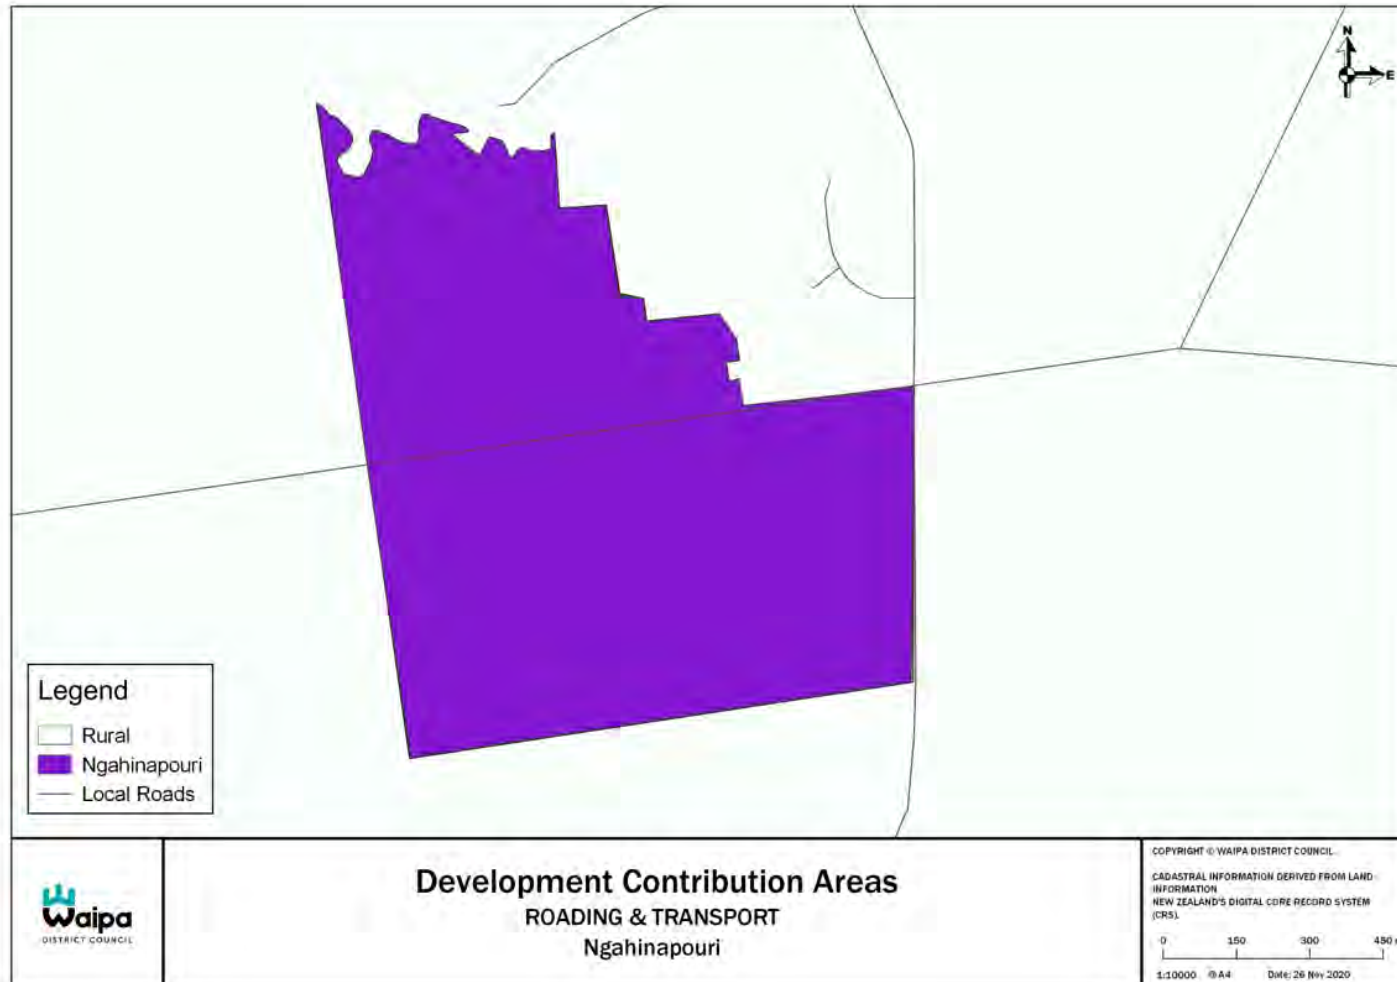 N
E
Legend
Rural
Ngahinapouri
Local Roads
Waipa
DISTRICT COUNCIL
Development Contribution Areas
ROADING & TRANSPORT
Ngahinapouri
COPYRIGHT © WAIPA DISTRICT COUNCIL.
CADASTRAL INFORMATION DERIVED FROM LAND
INFORMATION
NEW ZEALAND'S DIGITAL CORE RECORD SYSTEM
(CRS).
0 150 300 450
1:10000 @ A4 Date: 26 Nov 2020